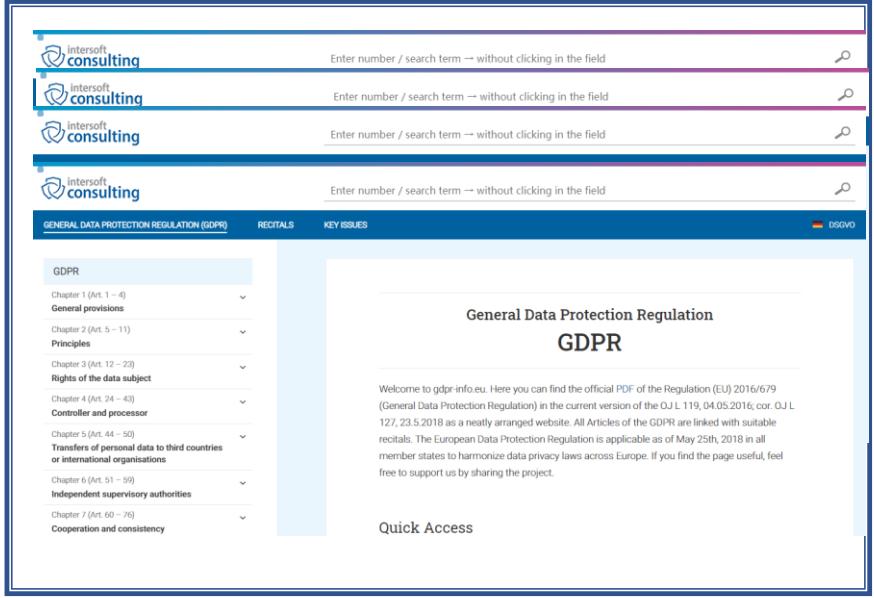 intersoft
consulting
Enter number / search term → without clicking in the field
intersoft
consulting
Enter number / search term → without clicking in the field
intersoft
consulting
Enter number / search term → without clicking in the field
intersoft
consulting
Enter number / search term → without clicking in the field
GENERAL DATA PROTECTION REGULATION (GDPR) RECITALS KEY ISSUES DSGVO
GDPR
Chapter 1 (Art. 1 – 4)
General provisions
Chapter 2 (Art. 5 – 11)
Principles
Chapter 3 (Art. 12 – 23)
Rights of the data subject
Chapter 4 (Art. 24 – 43)
Controller and processor
Chapter 5 (Art. 44 – 50)
Transfers of personal data to third countries
or international organisations
Chapter 6 (Art. 51 – 59)
Independent supervisory authorities
Chapter 7 (Art. 60 – 76)
Cooperation and consistency
General Data Protection Regulation
GDPR
Welcome to gdpr-info.eu. Here you can find the official PDF of the Regulation (EU) 2016/679
(General Data Protection Regulation) in the current version of the OJ L 119, 04.05.2016; cor. OJ L
127, 23.5.2018 as a neatly arranged website. All Articles of the GDPR are linked with suitable
recitals. The European Data Protection Regulation is applicable as of May 25th, 2018 in all
member states to harmonize data privacy laws across Europe. If you find the page useful, feel
free to support us by sharing the project.
Quick Access